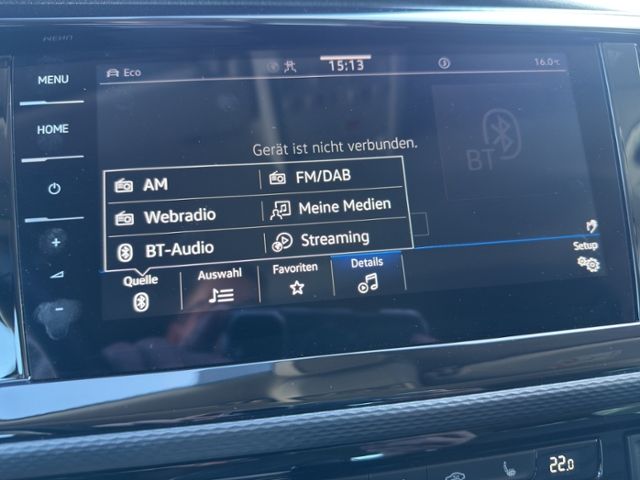 MENU
HOME
Eco
15:13
16.0°C
Gerät ist nicht verbunden.
BT
AM
FM/DAB
Webradio
Meine Medien
BT-Audio
Streaming
Quelle
Auswahl
Favoriten
Details
Setup
+
-
22.0